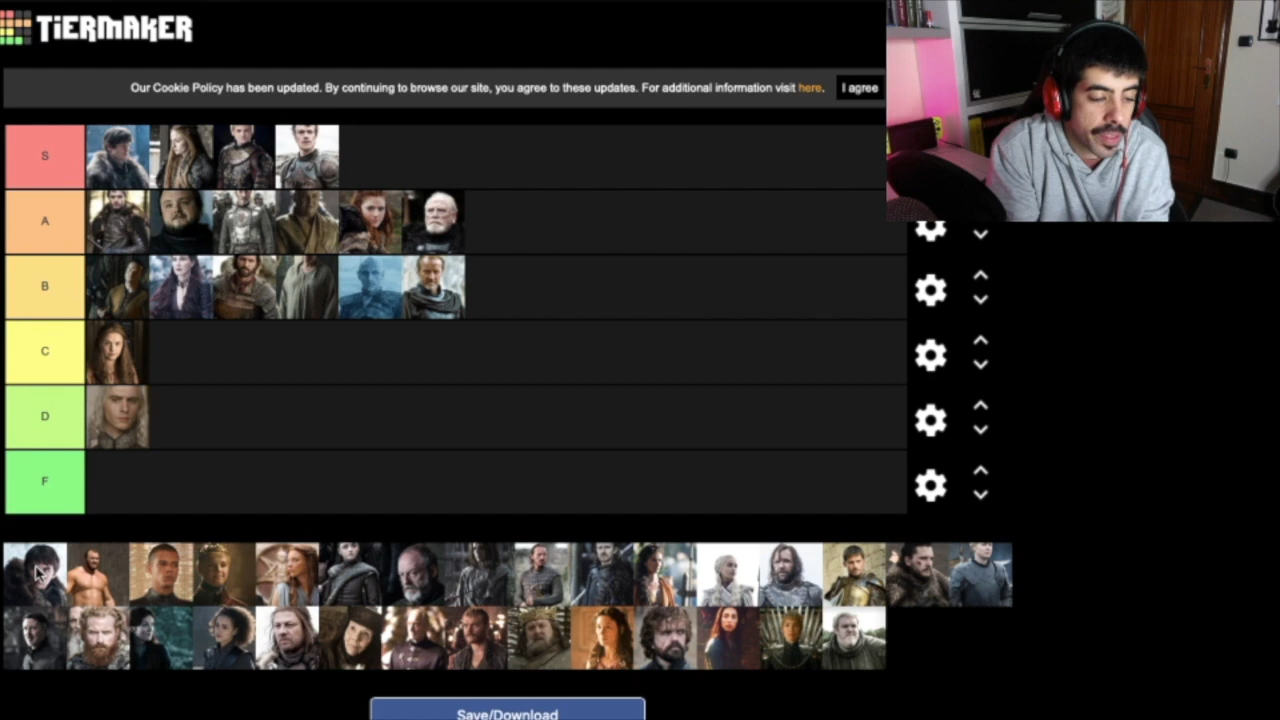 TiERMAKER
Our Cookie Policy has been updated. By continuing to browse our site, you agree to these updates. For additional information visit here.
I agree
S
A
B
C
D
F
Save/Download